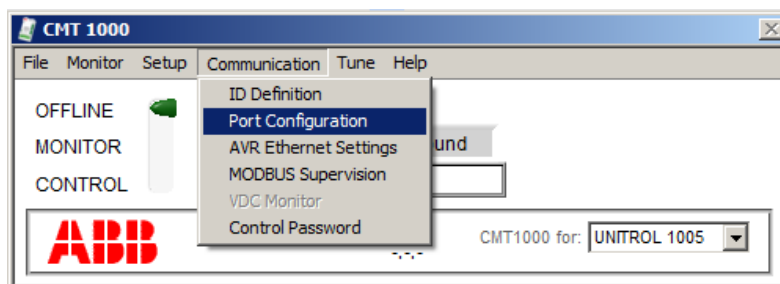 CMT 1000
File Monitor Setup Communication Tune Help
OFFLINE
MONITOR
CONTROL
ID Definition
Port Configuration
AVR Ethernet Settings
MODBUS Supervision
VDC Monitor
Control Password
und
ABB
-,-,-
CMT1000 for: UNITROL 1005